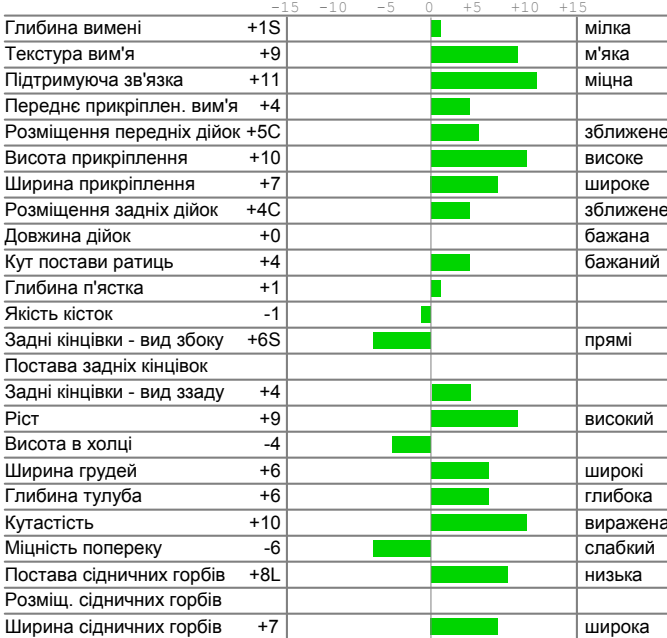 -15 -10 -5 0 +5 +10 +15
Глибина вимені +1S мілка
Текстура вим'я +9 м'яка
Підтримуюча зв'язка +11 міцна
Переднє прикріплен. вим'я +4
Розміщення передніх дійок +5C зближене
Висота прикріплення +10 високе
Ширина прикріплення +7 широке
Розміщення задніх дійок +4C зближене
Довжина дійок +0 бажана
Кут постави ратиць +4 бажаний
Глибина п'ястка +1
Якість кісток -1
Задні кінцівки - вид збоку +6S прямі
Постава задніх кінцівок
Задні кінцівки - вид ззаду +4
Ріст +9 високий
Висота в холці -4
Ширина грудей +6 широкі
Глибина тулуба +6 глибока
Кутастість +10 виражена
Міцність попереку -6 слабкий
Постава сідничних горбів +8L низька
Розміщ. сідничних горбів
Ширина сідничних горбів +7 широка